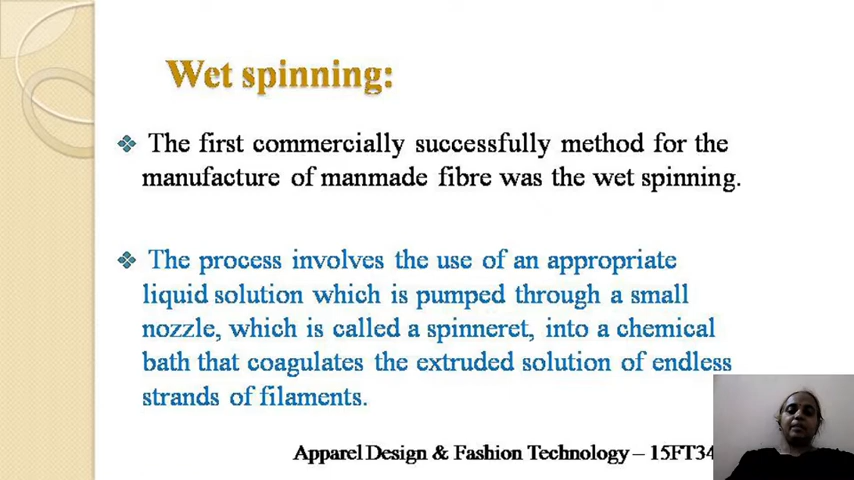 Wet spinning:
The first commercially successfully method for the
manufacture of manmade fibre was the wet spinning.
The process involves the use of an appropriate
liquid solution which is pumped through a small
nozzle, which is called a spinneret, into a chemical
bath that coagulates the extruded solution of endless
strands of filaments.
Apparel Design & Fashion Technology – 15FT34